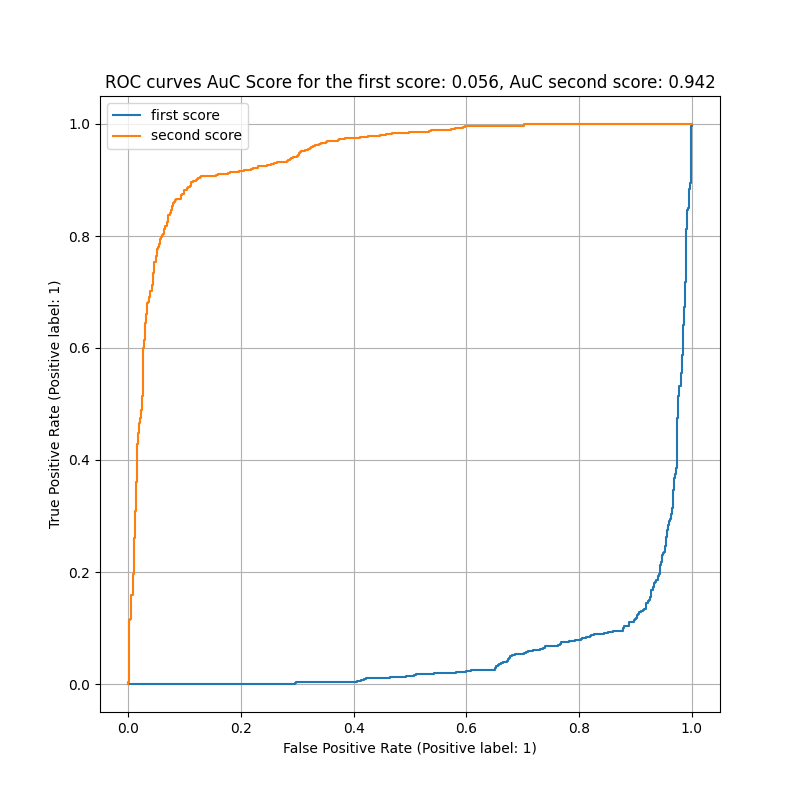 ROC curves AuC Score for the first score: 0.056, AuC second score: 0.942
first score
second score
1.0
0.8
0.6
0.4
0.2
0.0
True Positive Rate (Positive label: 1)
0.0 0.2 0.4 0.6 0.8 1.0
False Positive Rate (Positive label: 1)